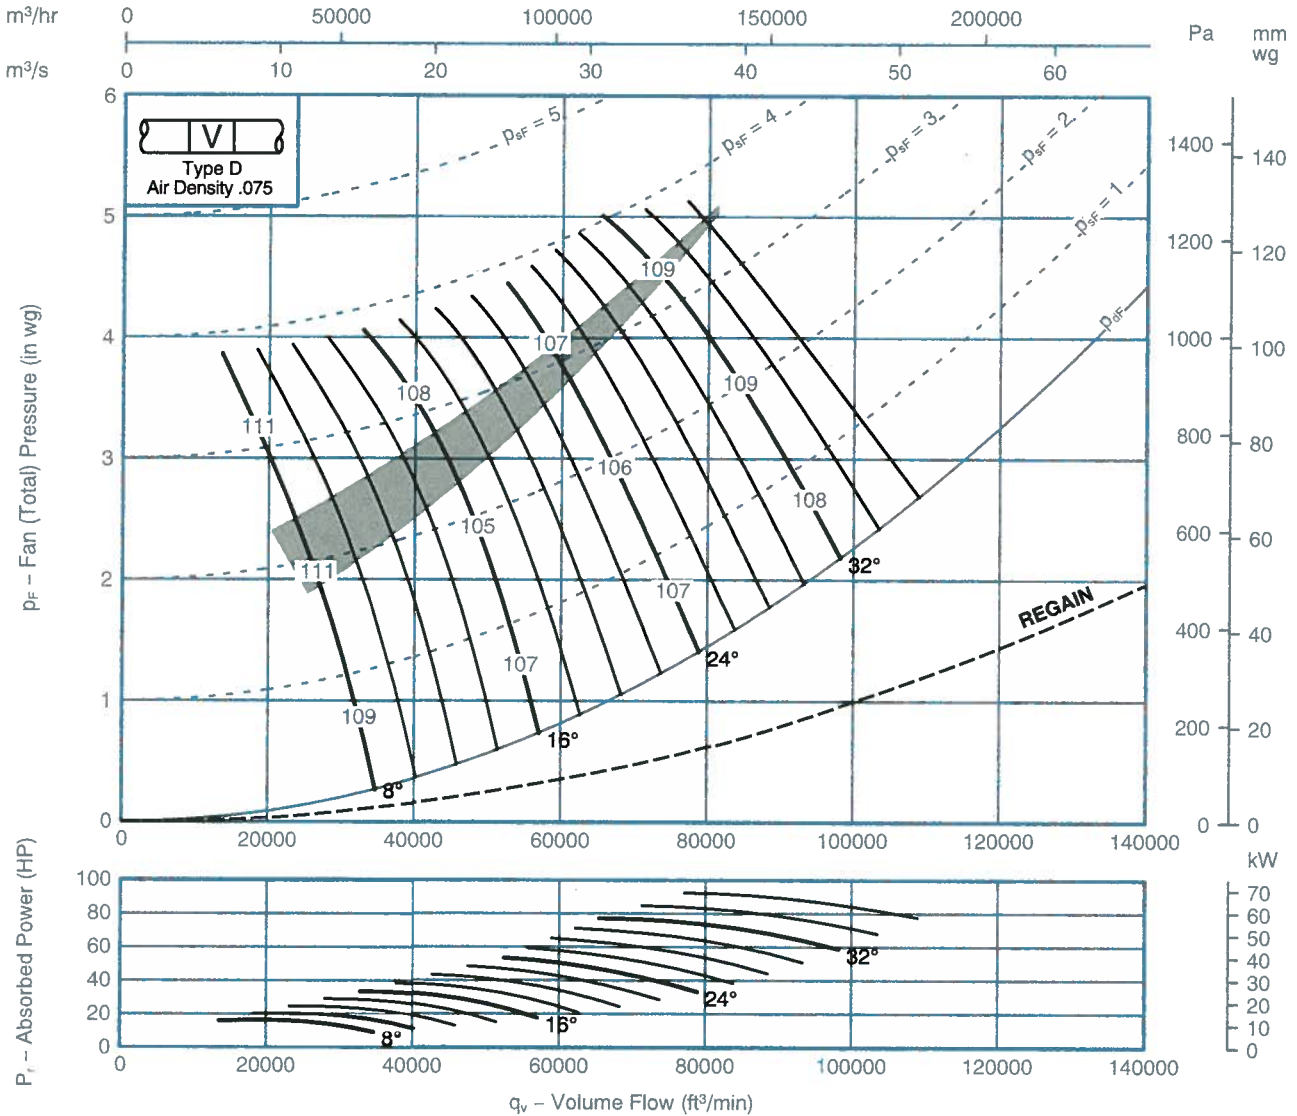 m³/hr 0 50000 100000 150000 200000
m³/s 0 10 20 30 40 50 60
Pa mm wg
V
Type D
Air Density .075
pF – Fan (Total) Pressure (in wg)
6
5
4
3
2
1
0
psF = 5
psF = 4
psF = 3
psF = 2
psF = 1
pdF
1400 140
1200 120
1000 100
800 80
600 60
400 40
200 20
0 0
109
107
108 109
111
106
108
105
111
107
107
109
32°
24°
16°
8°
REGAIN
0 20000 40000 60000 80000 100000 120000 140000
Pr – Absorbed Power (HP)
100
80
60
40
20
0
kW
70
60
50
40
30
20
10
0
32°
24°
16°
8°
0 20000 40000 60000 80000 100000 120000 140000
qv – Volume Flow (ft³/min)